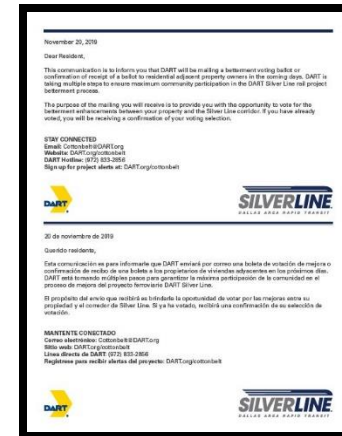 November 20, 2019
Dear Resident,
This communication is to inform you that DART will be mailing a betterment voting ballot or
confirmation of receipt of a ballot to residential adjacent property owners in the coming days. DART is
taking multiple steps to ensure maximum community participation in the DART Silver Line rail project
betterment process.
The purpose of the mailing you will receive is to provide you with the opportunity to vote for the
betterment enhancements between your property and the Silver Line corridor. If you have already
voted, you will be receiving a confirmation of your voting selection.
STAY CONNECTED
Email: Cottonbelt@DART.org
Website: DART.org/cottonbelt
DART Hotline: (972) 833-2856
Sign up for project alerts at: DART.org/cottonbelt
DART
SILVERLINE
DALLAS AREA RAPID TRANSIT
20 de noviembre de 2019
Querido residente,
Esta comunicación es para informarle que DART enviará por correo una boleta de votación de mejora o
confirmación de recibo de una boleta a los propietarios de viviendas adyacentes en los próximos días.
DART está tomando múltiples pasos para garantizar la máxima participación de la comunidad en el
proceso de mejora del proyecto ferroviario DART Silver Line.
El propósito del envío que recibirá es brindarle la oportunidad de votar por las mejoras entre su
propiedad y el corredor de Silver Line. Si ya ha votado, recibirá una confirmación de su selección de
votación.
MANTENTE CONECTADO
Correo electrónico: Cottonbelt@DART.org
Sitio web: DART.org/cottonbelt
Línea directa de DART: (972) 833-2856
Regístrese para recibir alertas del proyecto: DART.org/cottonbelt
DART
SILVERLINE
DALLAS AREA RAPID TRANSIT